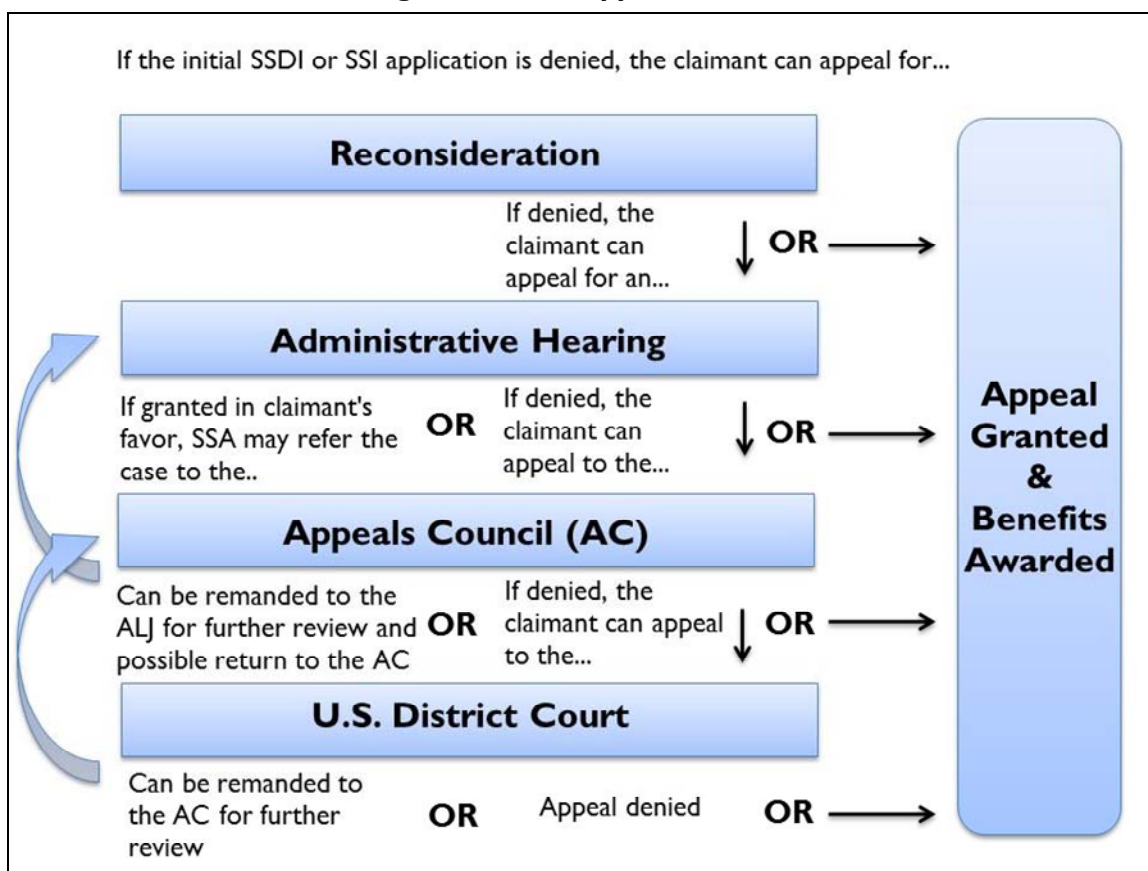 If the initial SSDI or SSI application is denied, the claimant can appeal for...
Reconsideration
If denied, the
claimant can
appeal for an...
OR
Administrative Hearing
If granted in claimant's
favor, SSA may refer the
case to the..
OR
If denied, the
claimant can
appeal to the...
OR
Appeals Council (AC)
Can be remanded to the
ALJ for further review and
possible return to the AC
OR
If denied, the
claimant can appeal
to the...
OR
U.S. District Court
Can be remanded to
the AC for further
review
OR
Appeal denied
OR
Appeal
Granted
&
Benefits
Awarded